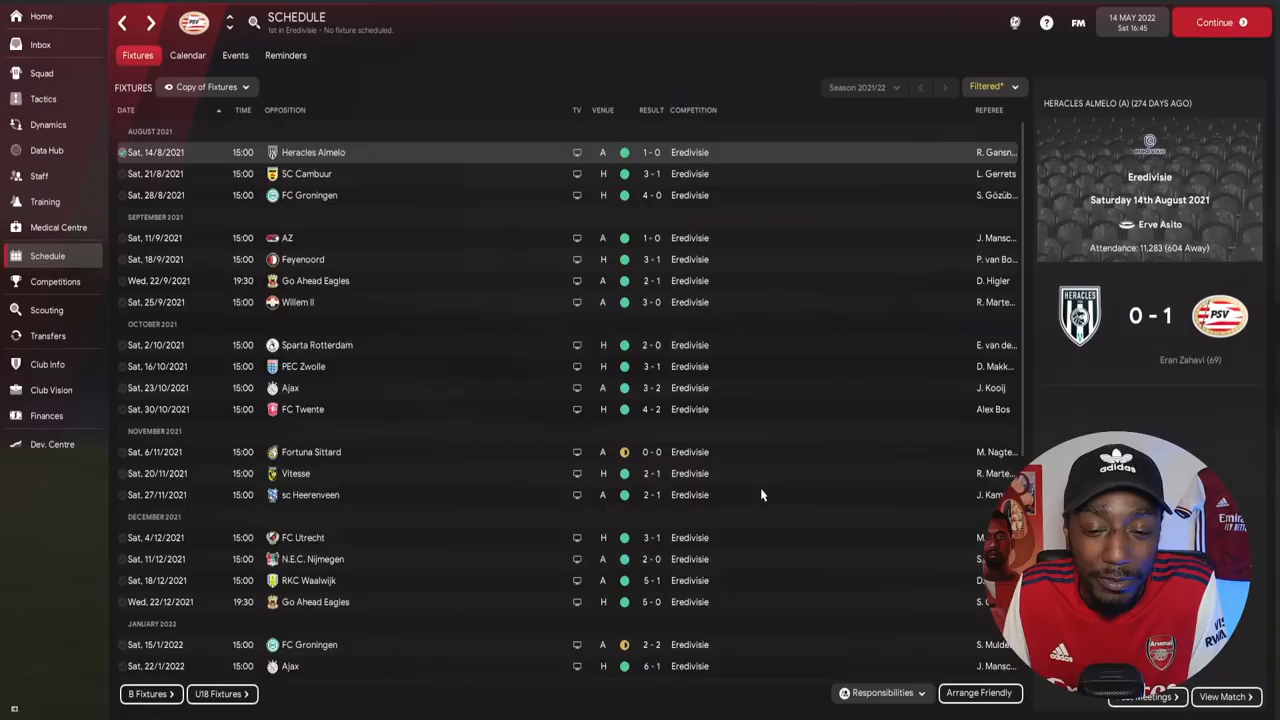 Home
Inbox
Squad
Tactics
Dynamics
Data Hub
Staff
Training
Medical Centre
Schedule
Competitions
Scouting
Transfers
Club Info
Club Vision
Finances
Dev. Centre
PSV
SCHEDULE
1st in Eredivisie - No fixture scheduled.
?
FM
14 MAY 2022
Sat 16:45
Continue
Fixtures Calendar Events Reminders
FIXTURES Copy of Fixtures
Season 2021/22 Filtered*
DATE TIME OPPOSITION TV VENUE RESULT COMPETITION REFEREE
AUGUST 2021
Sat, 14/8/2021 15:00 Heracles Almelo A 1 - 0 Eredivisie R. Gansn...
Sat, 21/8/2021 15:00 SC Cambuur H 3 - 1 Eredivisie L. Gerrets
Sat, 28/8/2021 15:00 FC Groningen H 4 - 0 Eredivisie S. Gözüb...
SEPTEMBER 2021
Sat, 11/9/2021 15:00 AZ A 1 - 0 Eredivisie J. Mansc...
Sat, 18/9/2021 15:00 Feyenoord H 3 - 1 Eredivisie P. van Bo...
Wed, 22/9/2021 19:30 Go Ahead Eagles A 2 - 1 Eredivisie D. Higler
Sat, 25/9/2021 15:00 Willem II A 3 - 0 Eredivisie R. Marte...
OCTOBER 2021
Sat, 2/10/2021 15:00 Sparta Rotterdam H 2 - 0 Eredivisie E. van de...
Sat, 16/10/2021 15:00 PEC Zwolle H 3 - 1 Eredivisie D. Makk...
Sat, 23/10/2021 15:00 Ajax A 3 - 2 Eredivisie J. Kooij
Sat, 30/10/2021 15:00 FC Twente H 4 - 2 Eredivisie Alex Bos
NOVEMBER 2021
Sat, 6/11/2021 15:00 Fortuna Sittard A 0 - 0 Eredivisie M. Nagte...
Sat, 20/11/2021 15:00 Vitesse H 2 - 1 Eredivisie R. Marte...
Sat, 27/11/2021 15:00 sc Heerenveen A 2 - 1 Eredivisie J. Kam
DECEMBER 2021
Sat, 4/12/2021 15:00 FC Utrecht H 3 - 1 Eredivisie M.
Sat, 11/12/2021 15:00 N.E.C. Nijmegen A 2 - 0 Eredivisie S.
Sat, 18/12/2021 15:00 RKC Waalwijk A 5 - 1 Eredivisie D.
Wed, 22/12/2021 19:30 Go Ahead Eagles H 5 - 0 Eredivisie S.
JANUARY 2022
Sat, 15/1/2022 15:00 FC Groningen A 2 - 2 Eredivisie S. Mulde
Sat, 22/1/2022 15:00 Ajax H 6 - 1 Eredivisie J. Mansc
B Fixtures > U18 Fixtures >
Responsibilities Arrange Friendly
Meetings > View Match >
HERACLES ALMELO (A) (274 DAYS AGO)
Eredivisie
Saturday 14th August 2021
Erve Asito
Attendance: 11,283 (604 Away)
HERACLES
0 - 1
PSV
Eran Zahavi (69)
adidas
Arsenal